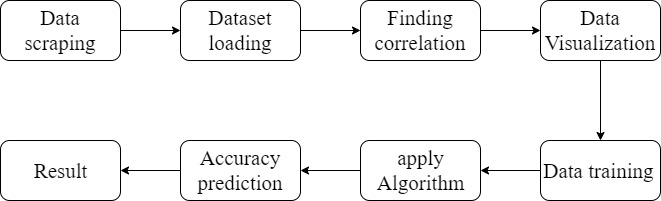 Data
scraping
Dataset
loading
Finding
correlation
Data
Visualization
Data training
apply
Algorithm
Accuracy
prediction
Result